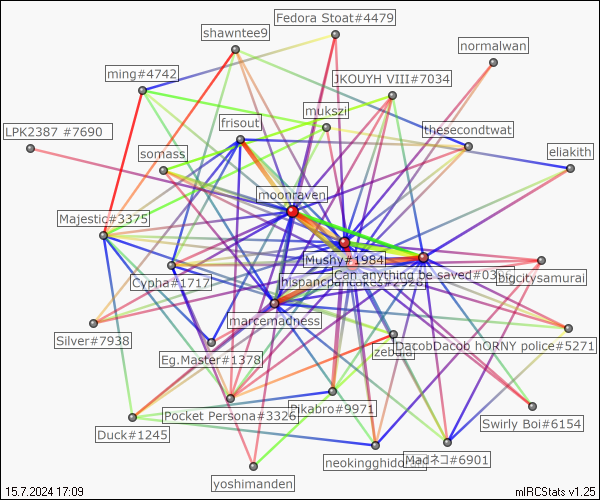 Fedora Stoat#4479
shawntee9
normalwan
ming#4742
JKOUYH VIII#7034
mukszi
frisout
LPK2387 #7690
thesecondtwat
somass
eliakith
moonraven
Majestic#3375
Mushy#1984
Can anything be saved#03
Cypha#1717
hispancpancakes#2928
bigcitysamurai
marcemadness
Silver#7938
DacobDacob hORNY police#5271
Eg.Master#1378
zebula
Pocket Persona#3326
Pikabro#9971
Swirly Boi#6154
Duck#1245
neokingghidorah
Madネコ#6901
yoshimanden
15.7.2024 17:09
mIRCStats v1.25